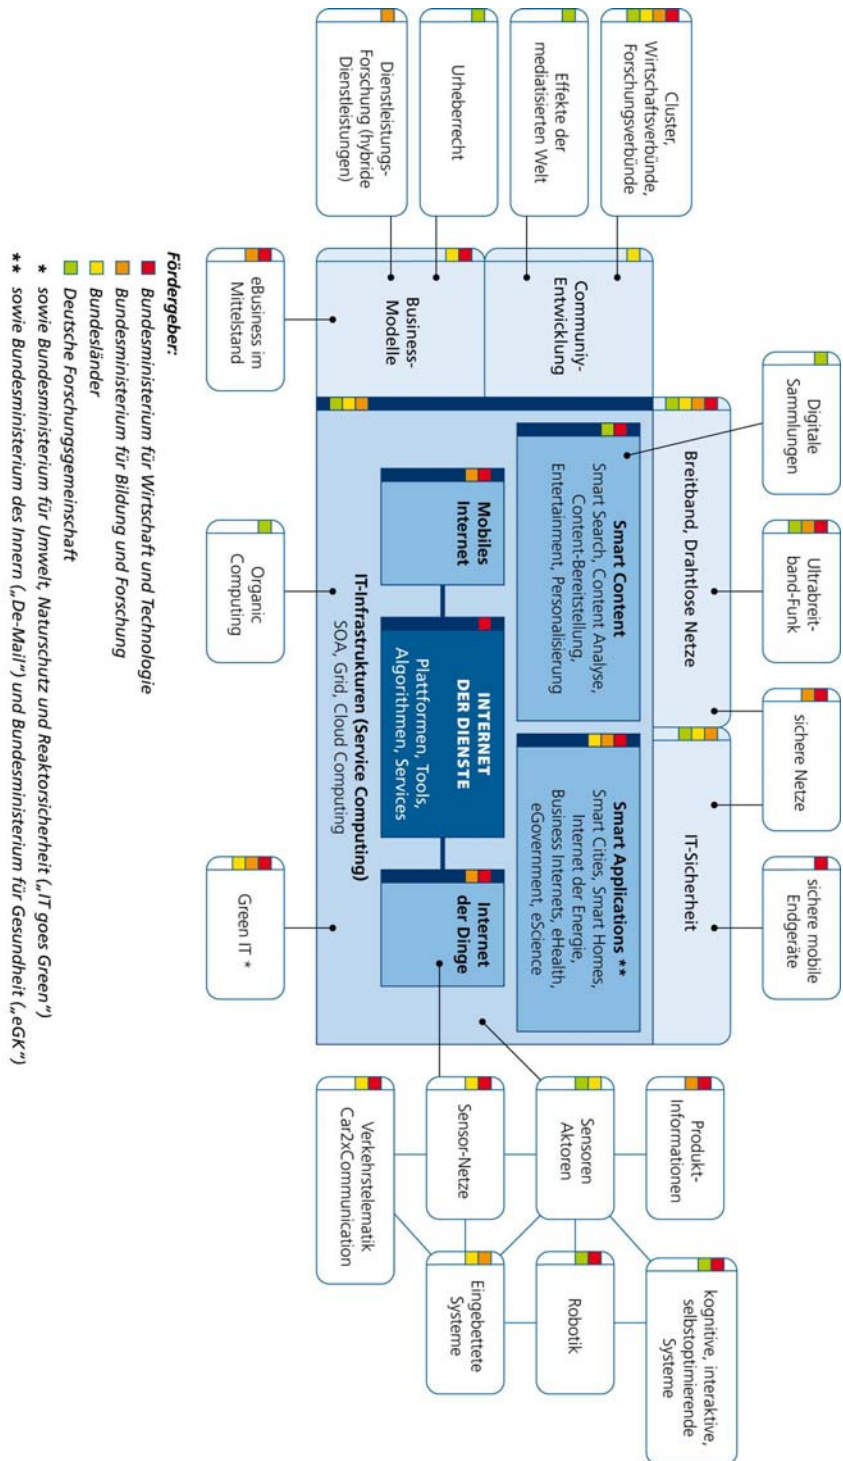 Cluster,
Wirtschaftsverbünde,
Forschungsverbünde
Effekte der
mediatisierten Welt
Urheberrecht
Dienstleistungs-
Forschung (hybride
Dienstleistungen)
Digitale
Sammlungen
Ultrabreit-
band-Funk
sichere Netze
sichere mobile
Endgeräte
Communiy-
Entwicklung
Business-
Modelle
Breitband, Drahtlose Netze
IT-Sicherheit
Smart Content
Smart Search, Content Analyse,
Content-Bereitstellung,
Entertainment, Personalisierung
Smart Applications **
Smart Cities, Smart Homes,
Internet der Energie,
Business Internets, eHealth,
eGovernment, eScience
Mobiles
Internet
INTERNET
DER DIENSTE
Plattformen, Tools,
Algorithmen, Services
Internet
der Dinge
IT-Infrastrukturen (Service Computing)
SOA, Grid, Cloud Computing
Produkt-
Informationen
Sensoren
Aktoren
Sensor-Netze
Verkehrstelematik
Car2xCommunication
kognitive, interaktive,
selbstoptimierende
Systeme
Robotik
Eingebettete
Systeme
eBusiness im
Mittelstand
Organic
Computing
Green IT *
Fördergeber:
Bundesministerium für Wirtschaft und Technologie
Bundesministerium für Bildung und Forschung
Bundesländer
Deutsche Forschungsgemeinschaft
* sowie Bundesministerium für Umwelt, Naturschutz und Reaktorsicherheit („IT goes Green")
** sowie Bundesministerium des Innern („De-Mail") und Bundesministerium für Gesundheit („eGK")